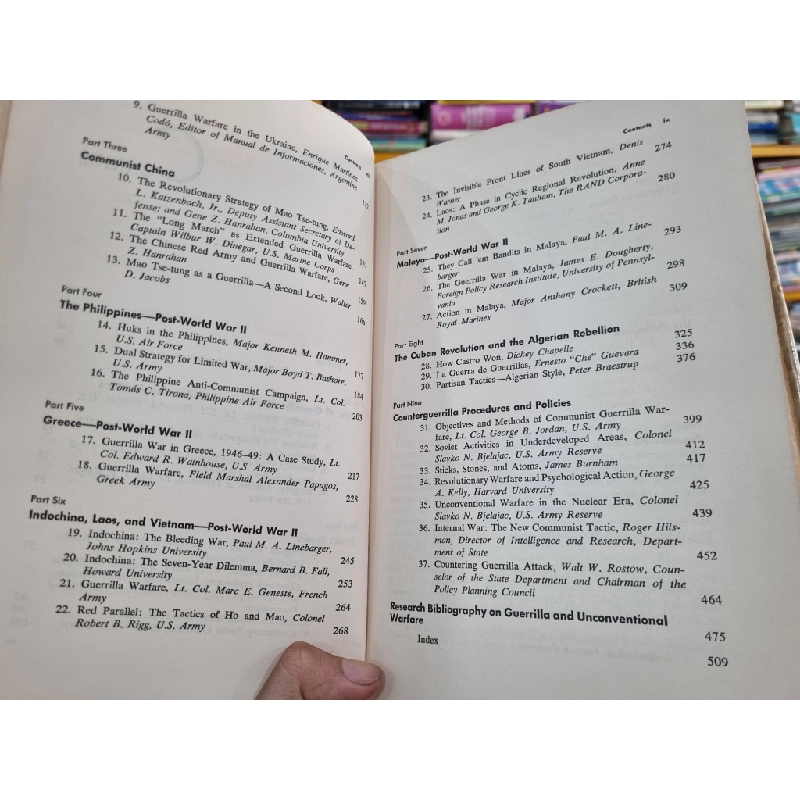 Contents
9. Guerrilla Warfare in the Ukraine, Enrique Martínez
Codó, Editor of Manual de Informaciones, Argentine
Army
Part Three
Communist China
10. The Revolutionary Strategy of Mao Tse-tung, Edward
L. Katzenbach, Jr., Deputy Assistant Secretary of De-
fense; and Gene Z. Hanrahan, Columbia University
11. The "Long March" as Extended Guerrilla Warfare,
Captain Wilbur W. Dinegar, U.S. Marine Corps
12. The Chinese Red Army and Guerrilla Warfare, Gene
Z. Hanrahan
13. Mao Tse-tung as a Guerrilla—A Second Look, Walter
D. Jacobs
Part Four
The Philippines—Post-World War II
14. Huks in the Philippines, Major Kenneth M. Hammer,
U.S. Air Force
15. Dual Strategy for Limited War, Major Boyd T. Bashore,
U.S. Army
16. The Philippine Anti-Communist Campaign, Lt. Col.
Tomás C. Tirona, Philippine Air Force 203
Part Five
Greece—Post-World War II
17. Guerrilla War in Greece, 1946-49: A Case Study, Lt.
Col. Edward R. Wainhouse, U.S. Army 217
18. Guerrilla Warfare, Field Marshal Alexander Papagos,
Greek Army 228
Part Six
Indochina, Laos, and Vietnam—Post-World War II
19. Indochina: The Bleeding War, Paul M. A. Linebarger,
Johns Hopkins University 245
20. Indochina: The Seven-Year Dilemma, Bernard B. Fall,
Howard University 253
21. Guerrilla Warfare, Lt. Col. Marc E. Geneste, French
Army 264
22. Red Parallel: The Tactics of Ho and Mao, Colonel
Robert B. Rigg, U.S. Army 268
Contents ix
23. The Invisible Front Lines of South Vietnam, Denis
Warner 274
24. Laos: A Phase in Cyclic Regional Revolution, Anne
M. Jonas and George K. Tanham, The RAND Corpora-
tion 280
Part Seven
Malaya—Post-World War II
25. They Call 'em Bandits in Malaya, Paul M. A. Line-
barger 293
26. The Guerrilla War in Malaya, James E. Dougherty,
Foreign Policy Research Institute, University of Pennsyl-
vania 298
27. Action in Malaya, Major Anthony Crockett, British
Royal Marines 309
Part Eight
The Cuban Revolution and the Algerian Rebellion
28. How Castro Won, Dickey Chapelle 325
29. La Guerra de Guerrillas, Ernesto "Che" Guevara 336
30. Partisan Tactics—Algerian Style, Peter Braestrup 376
Part Nine
Counterguerrilla Procedures and Policies
31. Objectives and Methods of Communist Guerrilla War-
fare, Lt. Col. George B. Jordan, U.S. Army 399
32. Soviet Activities in Underdeveloped Areas, Colonel
Slavko N. Bjelajac, U.S. Army Reserve 412
33. Sticks, Stones, and Atoms, James Burnham 417
34. Revolutionary Warfare and Psychological Action, George
A. Kelly, Harvard University 425
35. Unconventional Warfare in the Nuclear Era, Colonel
Slavko N. Bjelajac, U.S. Army Reserve 439
36. Internal War: The New Communist Tactic, Roger Hils-
man, Director of Intelligence and Research, Depart-
ment of State 452
37. Countering Guerrilla Attack, Walt W. Rostow, Coun-
selor of the State Department and Chairman of the
Policy Planning Council 464
Research Bibliography on Guerrilla and Unconventional
Warfare 475
Index 509